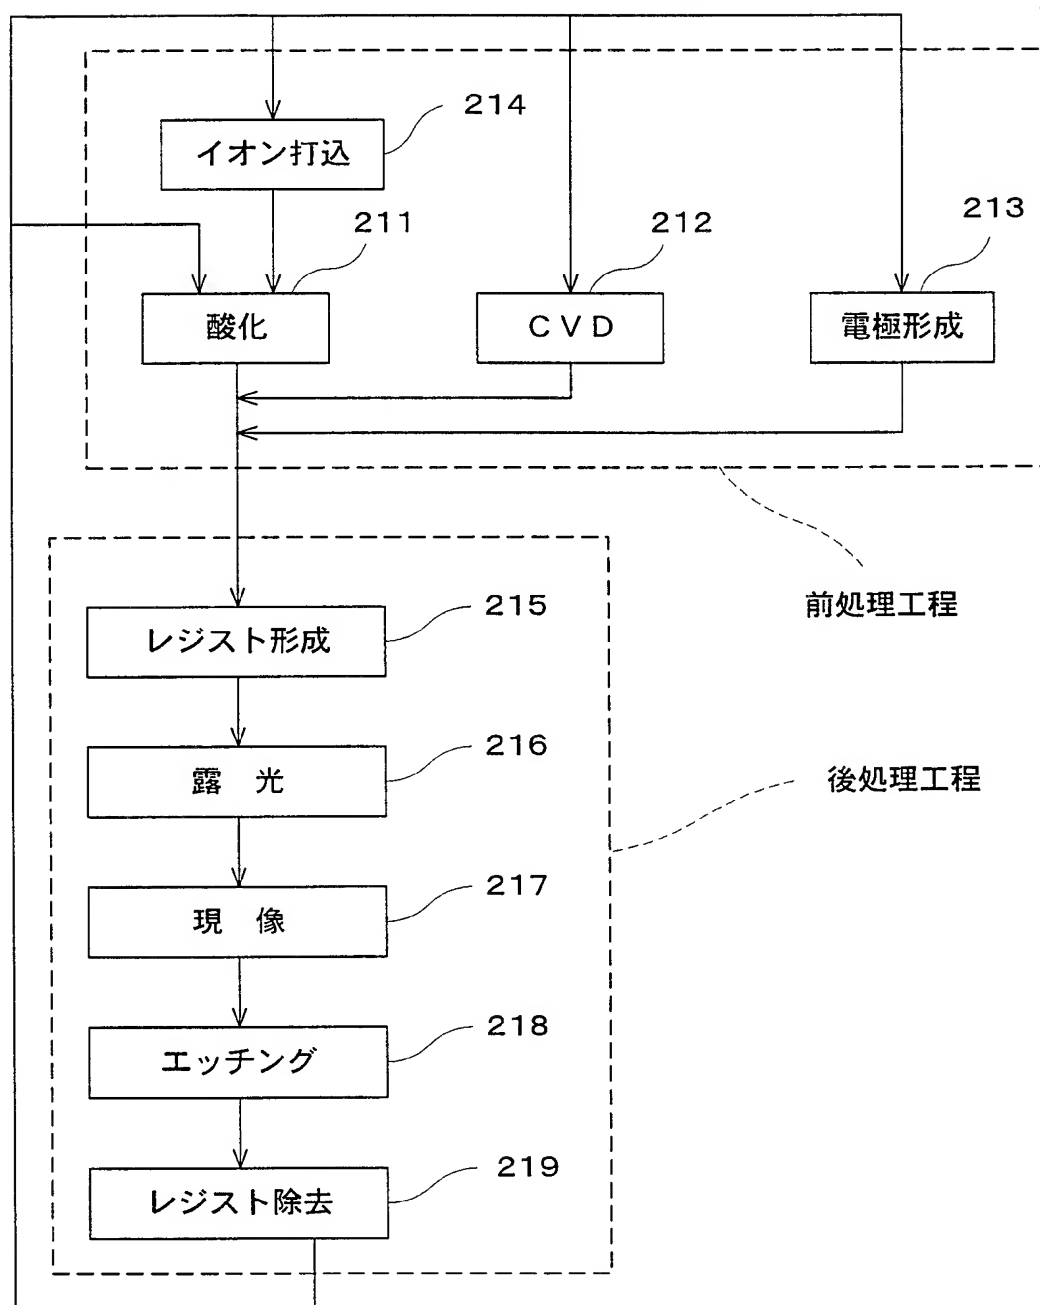 214
イオン打込
211
212
213
酸化
CVD
電極形成
前処理工程
215
レジスト形成
216
露 光
後処理工程
217
現 像
218
エッチング
219
レジスト除去